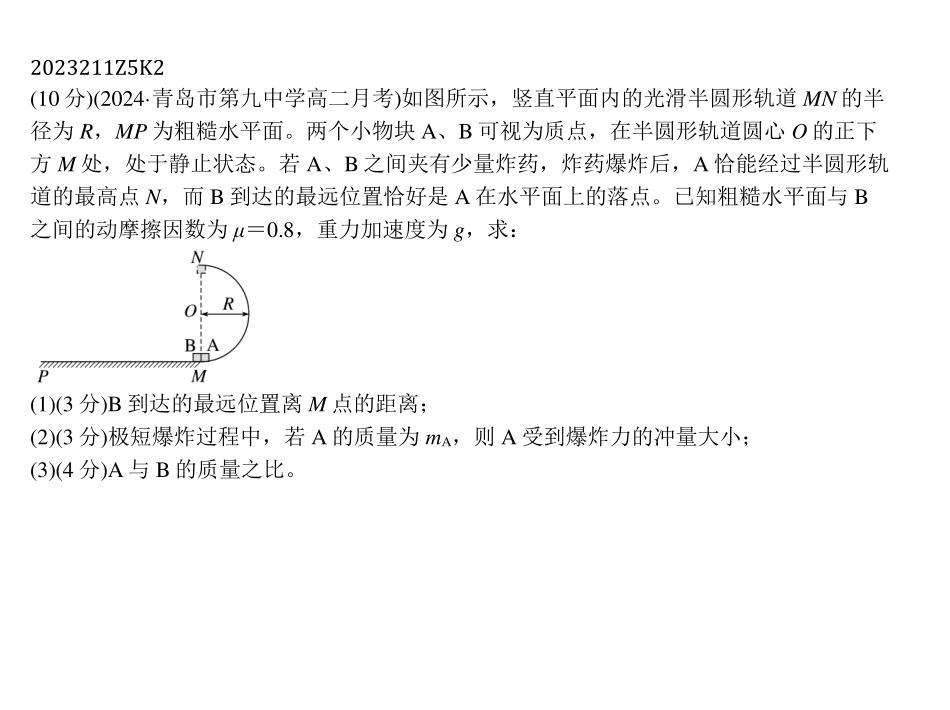 2023211Z5K2
(10 分)(2024·青岛市第九中学高二月考)如图所示，竖直平面内的光滑半圆形轨道 MN 的半
径为 R，MP 为粗糙水平面。两个小物块 A、B 可视为质点，在半圆形轨道圆心 O 的正下
方 M 处，处于静止状态。若 A、B 之间夹有少量炸药，炸药爆炸后，A 恰能经过半圆形轨
道的最高点 N，而 B 到达的最远位置恰好是 A 在水平面上的落点。已知粗糙水平面与 B
之间的动摩擦因数为 μ＝0.8，重力加速度为 g，求：
N
O R
B A
P M
(1)(3 分)B 到达的最远位置离 M 点的距离；
(2)(3 分)极短爆炸过程中，若 A 的质量为 mA，则 A 受到爆炸力的冲量大小；
(3)(4 分)A 与 B 的质量之比。